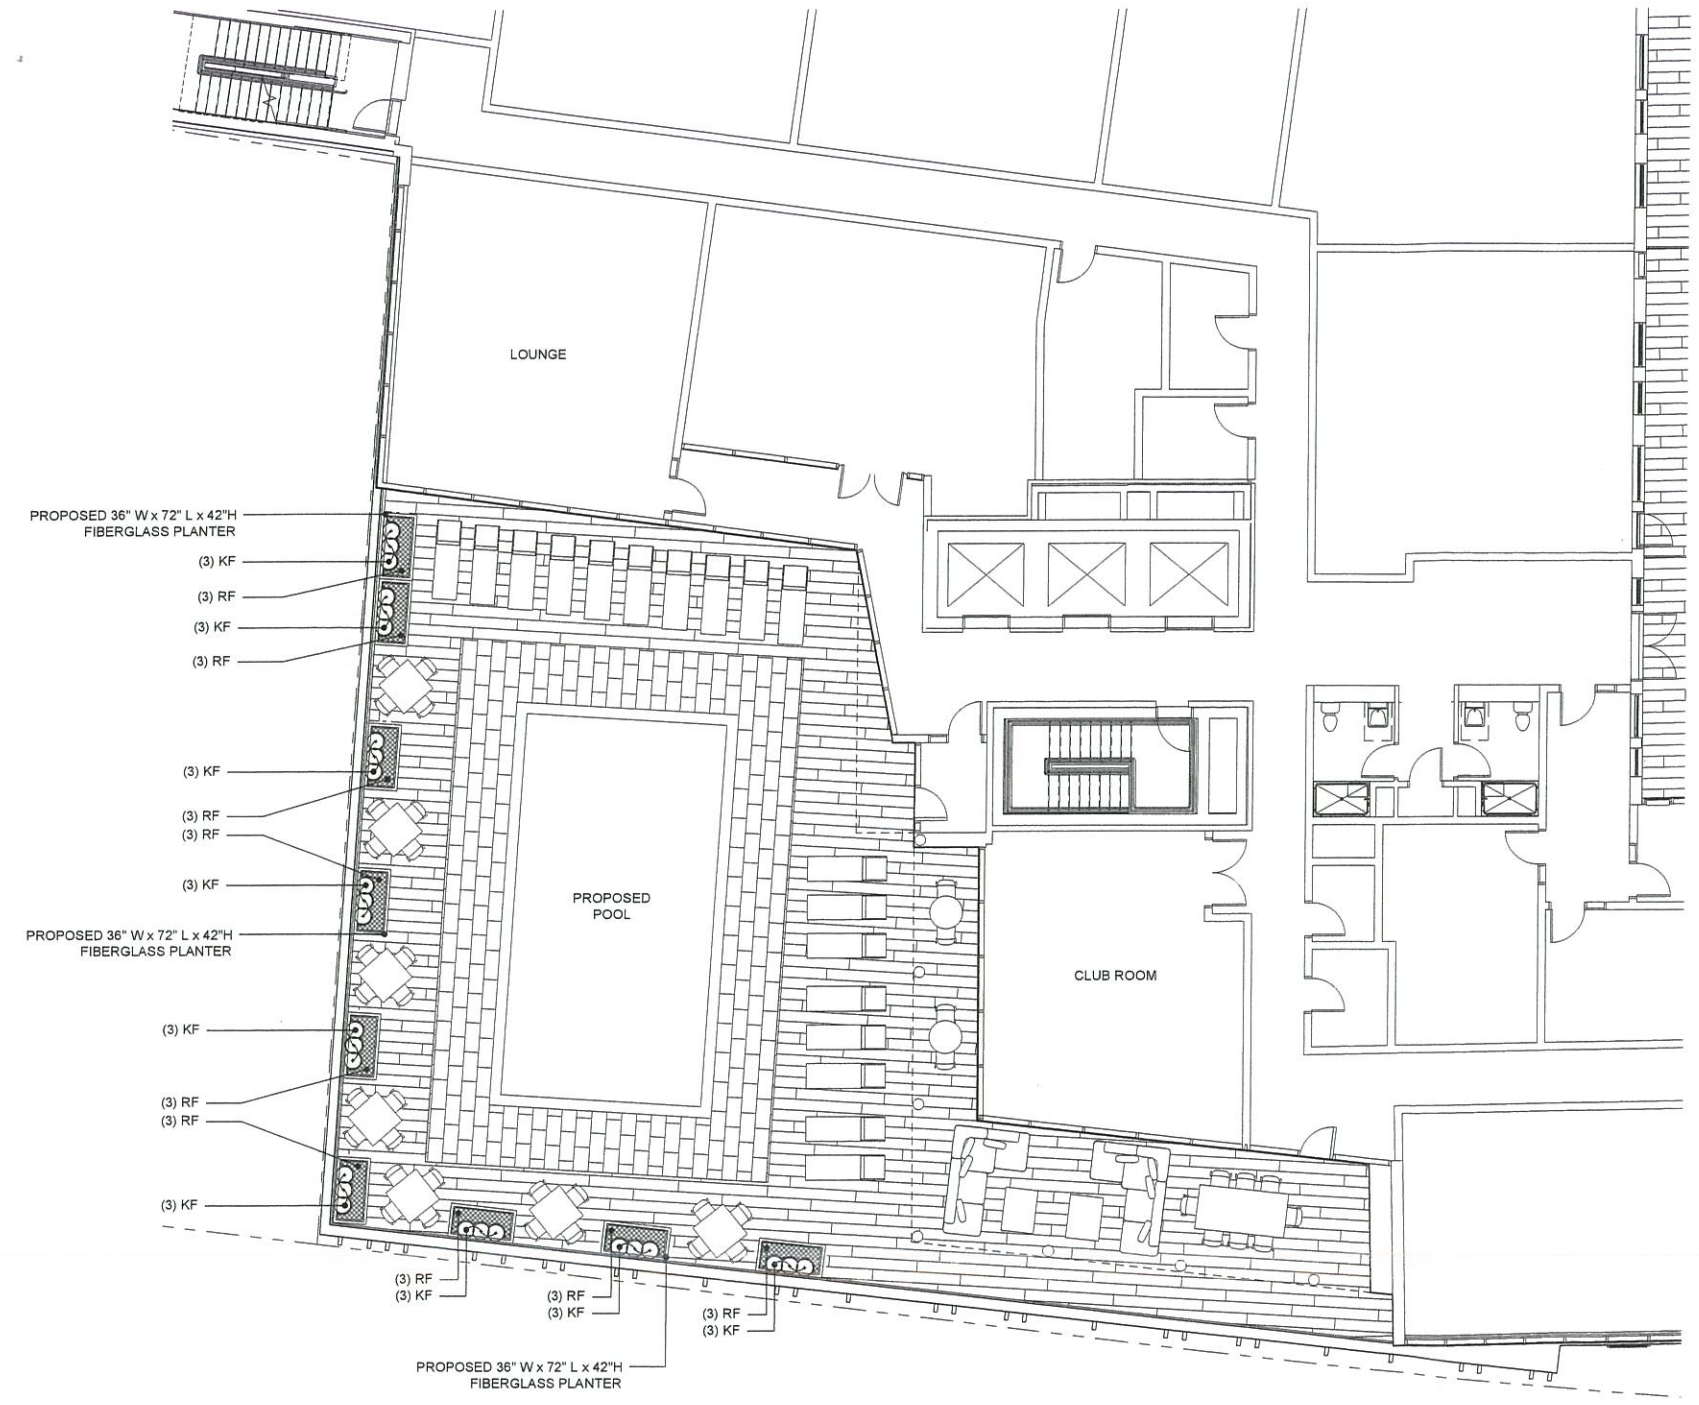 LOUNGE
PROPOSED 36" W x 72" L x 42"H
FIBERGLASS PLANTER
(3) KF
(3) RF
(3) KF
(3) RF
(3) KF
(3) RF
(3) RF
(3) KF
PROPOSED
POOL
PROPOSED 36" W x 72" L x 42"H
FIBERGLASS PLANTER
CLUB ROOM
(3) KF
(3) RF
(3) RF
(3) KF
(3) RF
(3) KF
(3) RF
(3) KF
(3) RF
(3) KF
PROPOSED 36" W x 72" L x 42"H
FIBERGLASS PLANTER